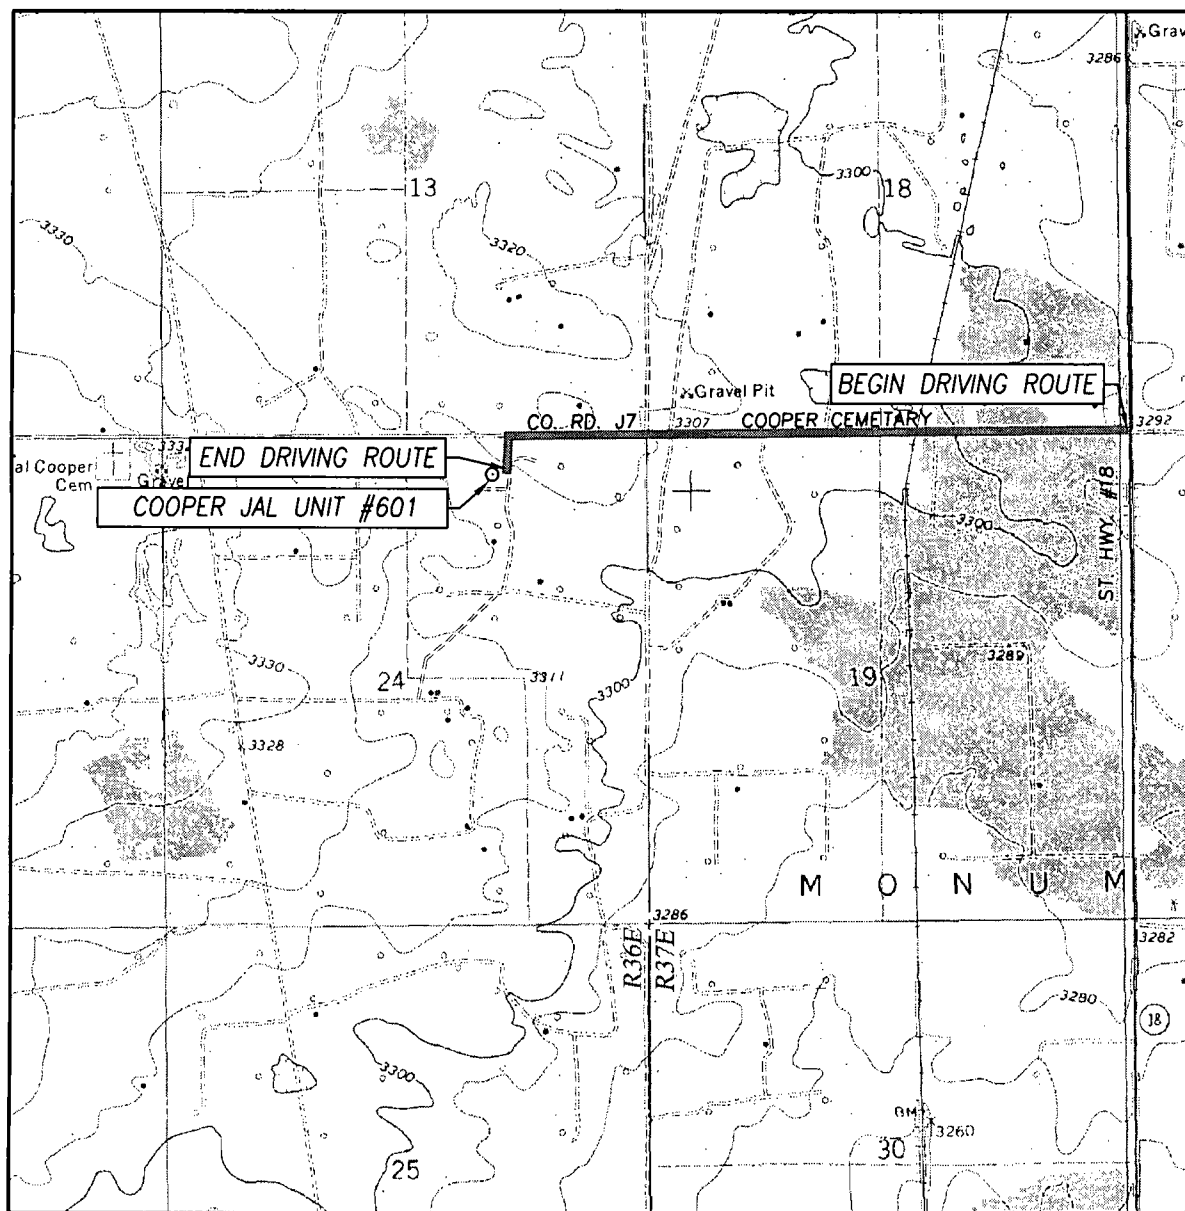 Grav
3286
13
3300
18
3330
3320
BEGIN DRIVING ROUTE
Gravel Pit
CO. RD. J7
3307
COOPER CEMETARY
3292
END DRIVING ROUTE
al Cooper
Cem
Grave
COOPER JAL UNIT #601
3300
ST. HWY. #18
3330
24
3311
3300
19
3289
3328
M O N U M
3286
R36E
R37E
3282
3280
18
3300
BM
3260
25
30